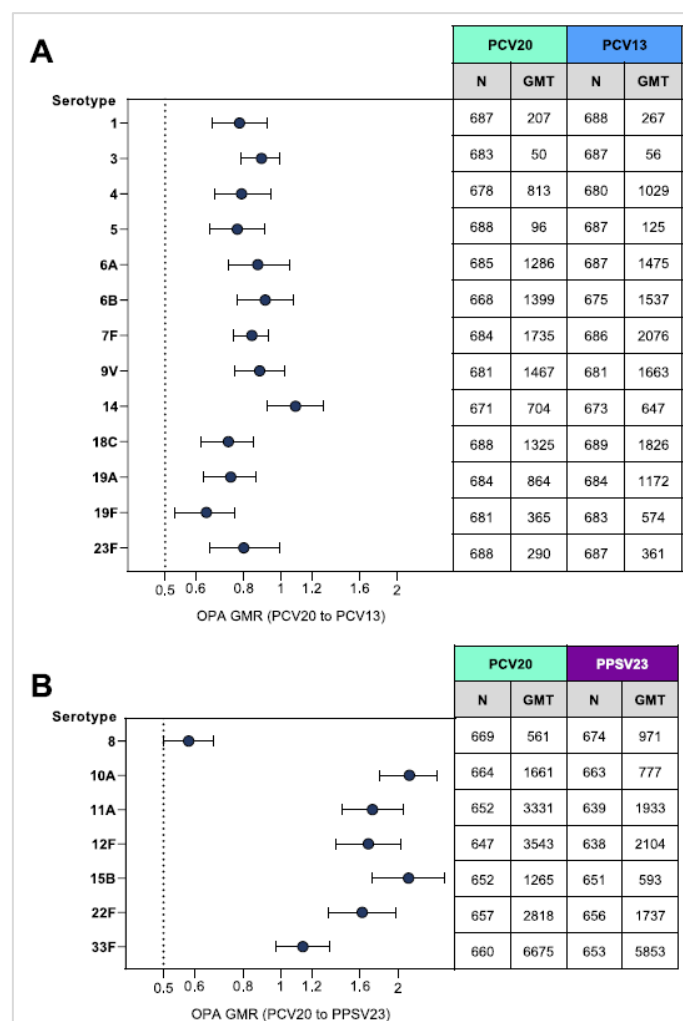 A
PCV20 PCV13
N GMT N GMT
Serotype
1 687 207 688 267
3 683 50 687 56
4 678 813 680 1029
5 688 96 687 125
6A 685 1286 687 1475
6B 668 1399 675 1537
7F 684 1735 686 2076
9V 681 1467 681 1663
14 671 704 673 647
18C 688 1325 689 1826
19A 684 864 684 1172
19F 681 365 683 574
23F 688 290 687 361
0.5 0.6 0.8 1 1.2 1.6 2
OPA GMR (PCV20 to PCV13)
B
PCV20 PPSV23
N GMT N GMT
Serotype
8 669 561 674 971
10A 664 1661 663 777
11A 652 3331 639 1933
12F 647 3543 638 2104
15B 652 1265 651 593
22F 657 2818 656 1737
33F 660 6675 653 5853
0.5 0.6 0.8 1 1.2 1.6 2
OPA GMR (PCV20 to PPSV23)